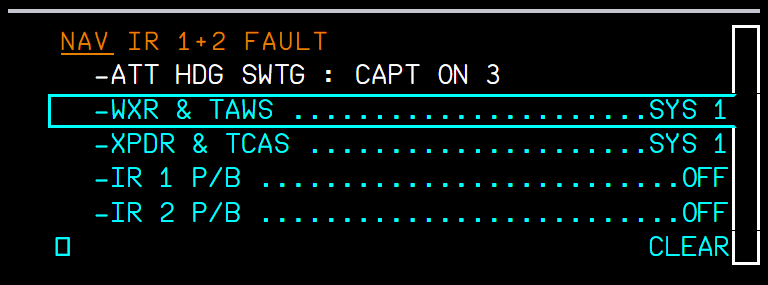 NAV IR 1+2 FAULT
-ATT HDG SWTG : CAPT ON 3
-WXR & TAWS ......................SYS 1
-XPDR & TCAS .....................SYS 1
-IR 1 P/B ..........................OFF
-IR 2 P/B ..........................OFF
CLEAR